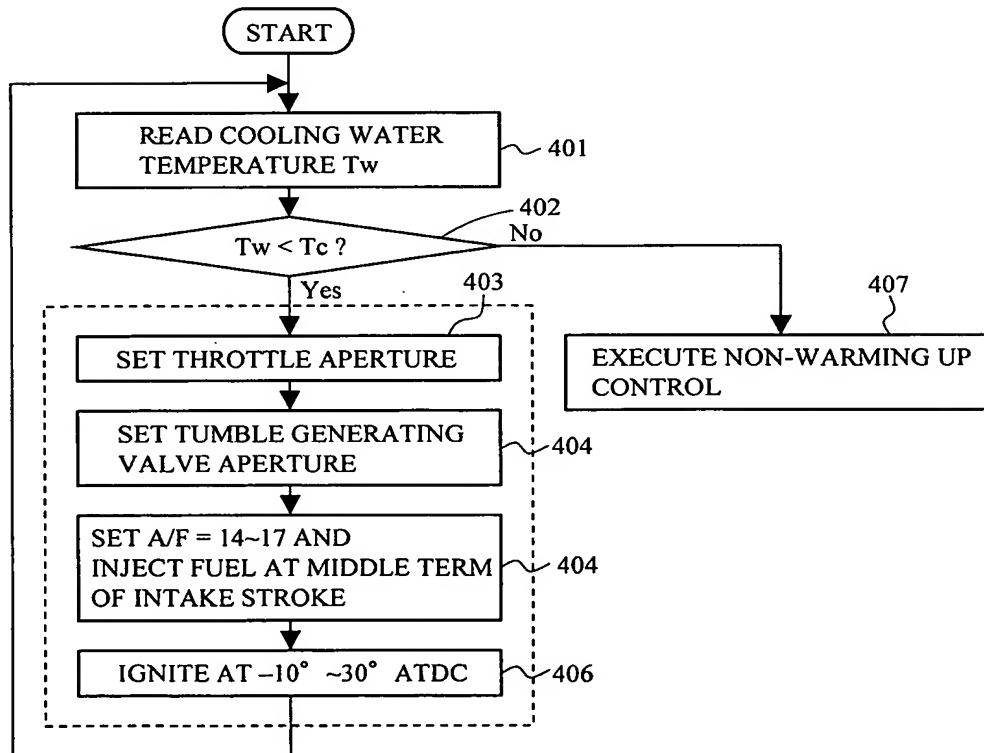 START
READ COOLING WATER
TEMPERATURE Tw
401
402
Tw < Tc ?
No
Yes
403
407
SET THROTTLE APERTURE
EXECUTE NON-WARMING UP
CONTROL
SET TUMBLE GENERATING
VALVE APERTURE
404
SET A/F = 14~17 AND
INJECT FUEL AT MIDDLE TERM
OF INTAKE STROKE
404
IGNITE AT –10° ~30° ATDC
406